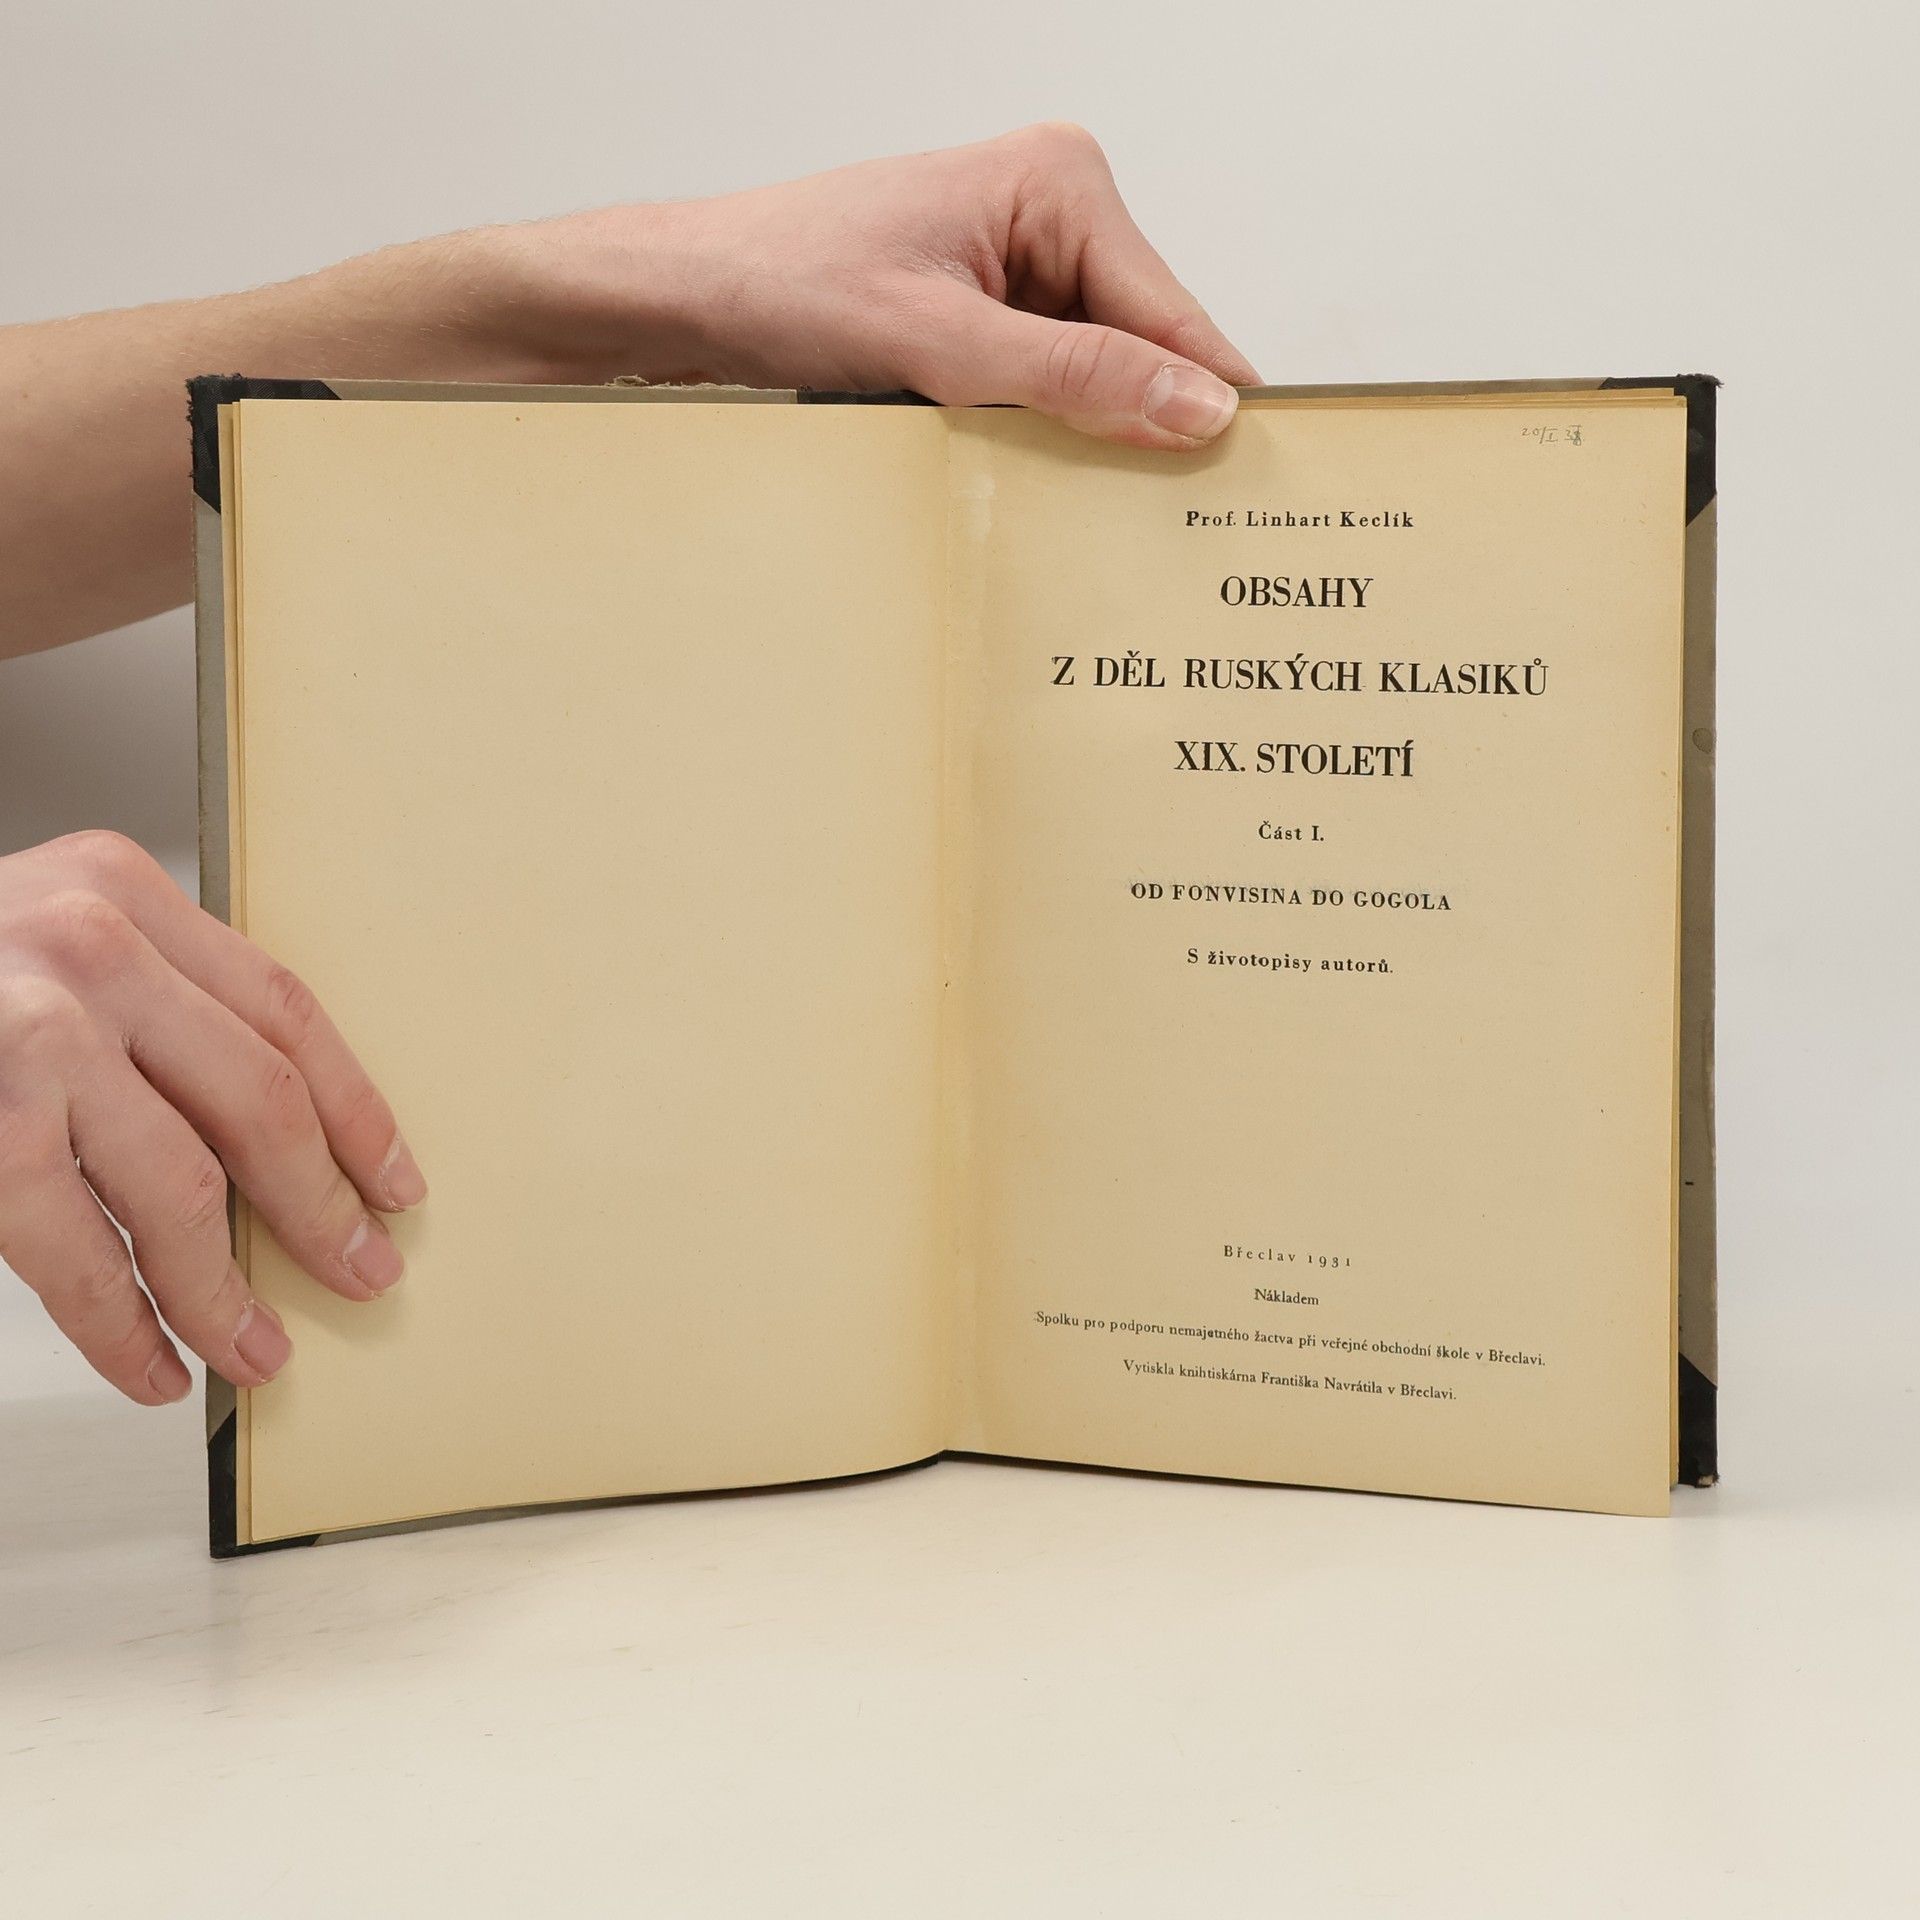 Prof. Linhart Keclík
OBSAHY
Z DĚL RUSKÝCH KLASIKŮ
XIX. STOLETÍ
Část I.
OD FONVISINA DO GOGOLA
S životopisy autorů.
Břeclav 1931
Nákladem
Spolku pro podporu nemajetného žactva při veřejné obchodní škole v Břeclavi.
Vytiskla knihtiskárna Františka Navrátila v Břeclavi.